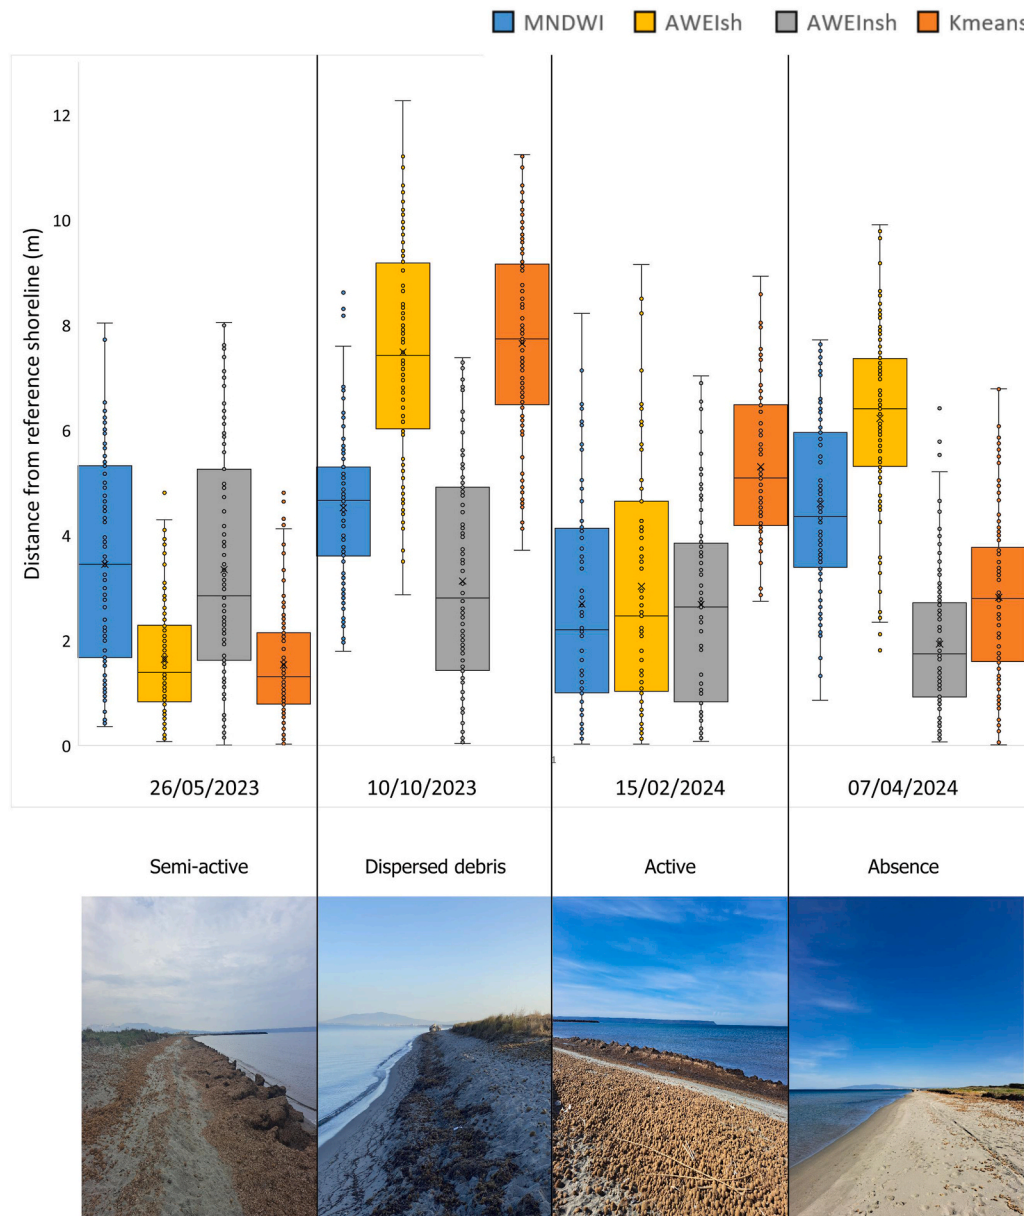 MNDWI AWEIsh AWEInsh Kmeans
Distance from reference shoreline (m)
12
10
8
6
4
2
0
1
26/05/2023 10/10/2023 15/02/2024 07/04/2024
Semi-active Dispersed debris Active Absence